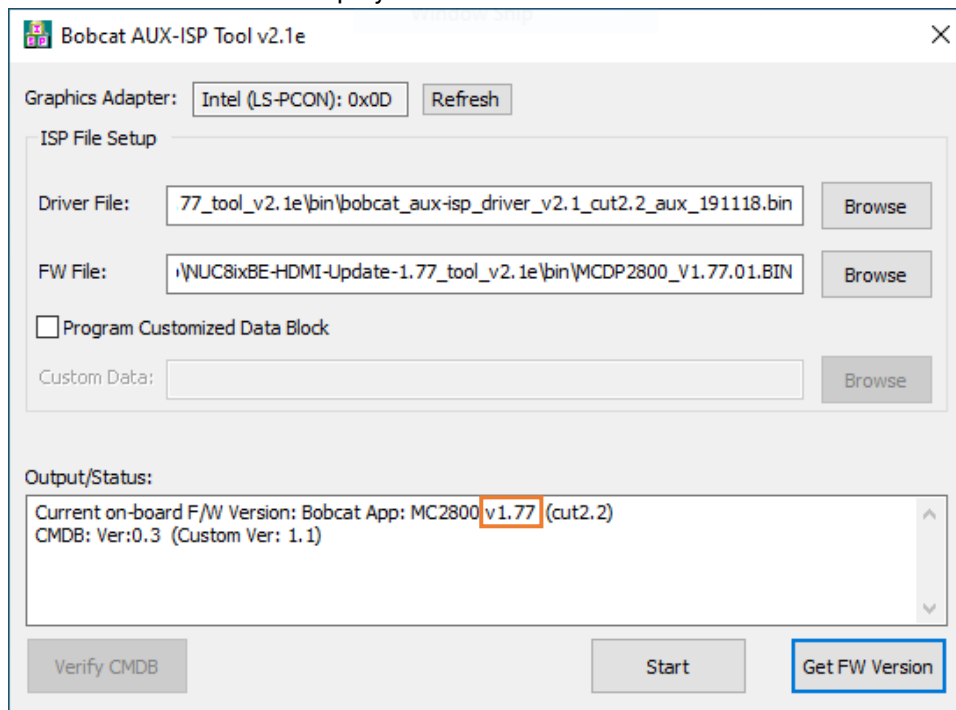 Bobcat AUX-ISP Tool v2.1e
Graphics Adapter: Intel (LS-PCON): 0x0D Refresh
ISP File Setup
Driver File: 77_tool_v2.1e\bin\bobcat_aux-isp_driver_v2.1_cut2.2_aux_191118.bin Browse
FW File: \NUC8ixBE-HDMI-Update-1.77_tool_v2.1e\bin\MCDP2800_V1.77.01.BIN Browse
Program Customized Data Block
Custom Data: Browse
Output/Status:
Current on-board F/W Version: Bobcat App: MC2800 v1.77 (cut2.2)
CMDB: Ver:0.3 (Custom Ver: 1.1)
Verify CMDB Start Get FW Version